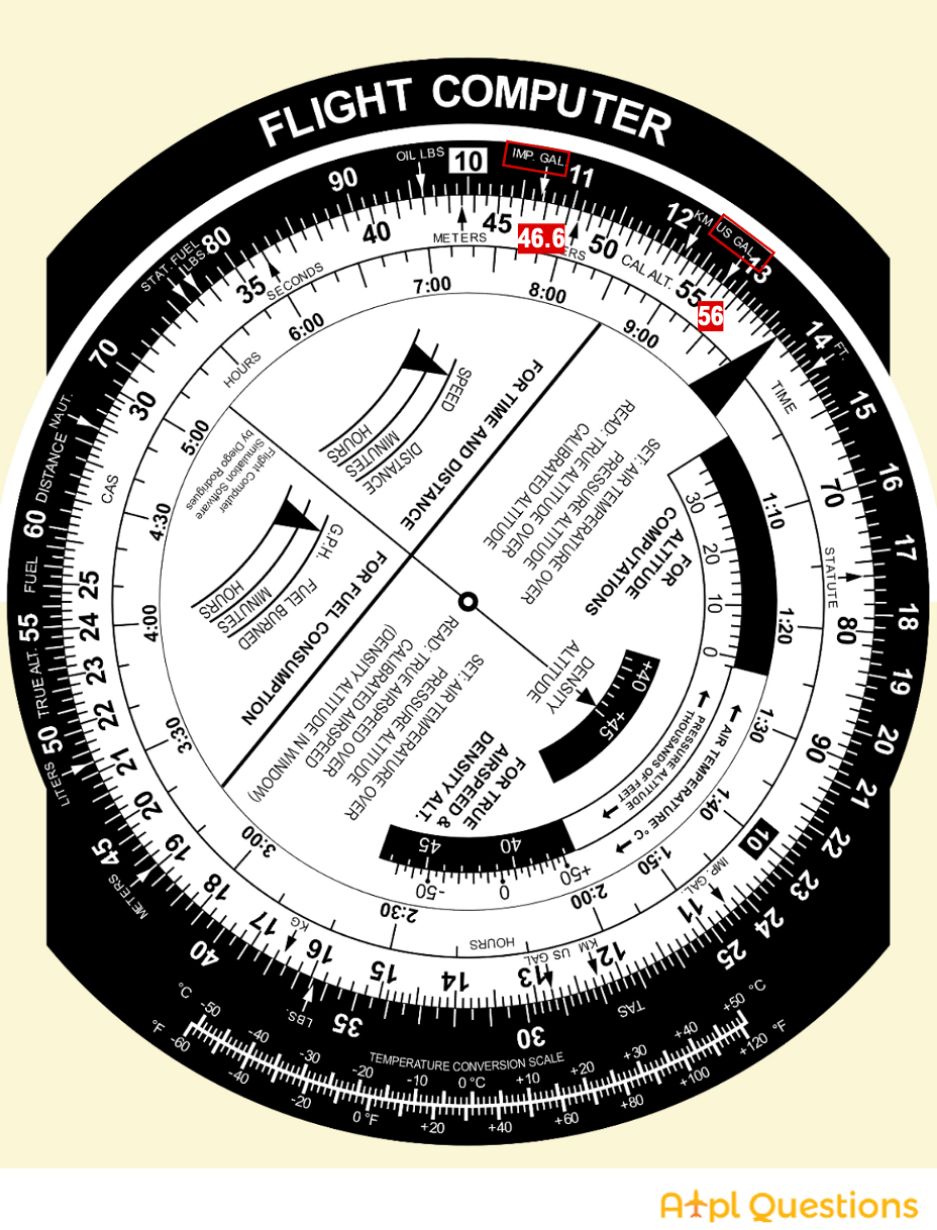 FLIGHT COMPUTER
OIL LBS
10
IMP. GAL
11
12
KM
US GAL
13
14
FT.
15
16
17
18
19
20
21
22
23
24
25
TAS
30
35
LBS.
40
METERS
45
LITERS
50
TRUE ALT.
55
FUEL
60
DISTANCE
NAUT.
70
STAT. FUEL LBS.
80
90
METERS
45
46.6
50
CAL ALT.
55
56
TIME
70
STATUTE
80
90
10
IMP. GAL.
11
12
KM US GAL
13
14
15
16
KG
17
18
19
20
21
22
23
24
25
CAS
30
35
SECONDS
40
7:00
8:00
9:00
1:10
1:20
1:30
1:40
1:50
2:00
HOURS
2:30
3:00
3:30
4:00
4:30
5:00
HOURS
6:00
SPEED
DISTANCE
MINUTES
HOURS
FOR TIME AND DISTANCE
Flight Computer
Simulation Software
by Diego Rodrigues
G.P.H.
FUEL BURNED
MINUTES
HOURS
FOR FUEL CONSUMPTION
FOR ALTITUDE
COMPUTATIONS
SET: AIR TEMPERATURE OVER
PRESSURE ALTITUDE
READ: TRUE ALTITUDE OVER
CALIBRATED ALTITUDE
30
20
10
0
DENSITY
ALTITUDE
+40
+45
FOR TRUE
AIRSPEED &
DENSITY ALT.
SET: AIR TEMPERATURE OVER
PRESSURE ALTITUDE
READ: TRUE AIRSPEED OVER
CALIBRATED AIRSPEED
(DENSITY ALTITUDE IN WINDOW)
PRESSURE ALTITUDE
THOUSANDS OF FEET
AIR TEMPERATURE °C
45
40
-50
0
+50
°C
-50
-40
-30
-20
-10
0 °C
+10
+20
+30
+40
+50 °C
TEMPERATURE CONVERSION SCALE
°F
-60
-40
-20
0 °F
+20
+40
+60
+80
+100
+120 °F
Atpl Questions